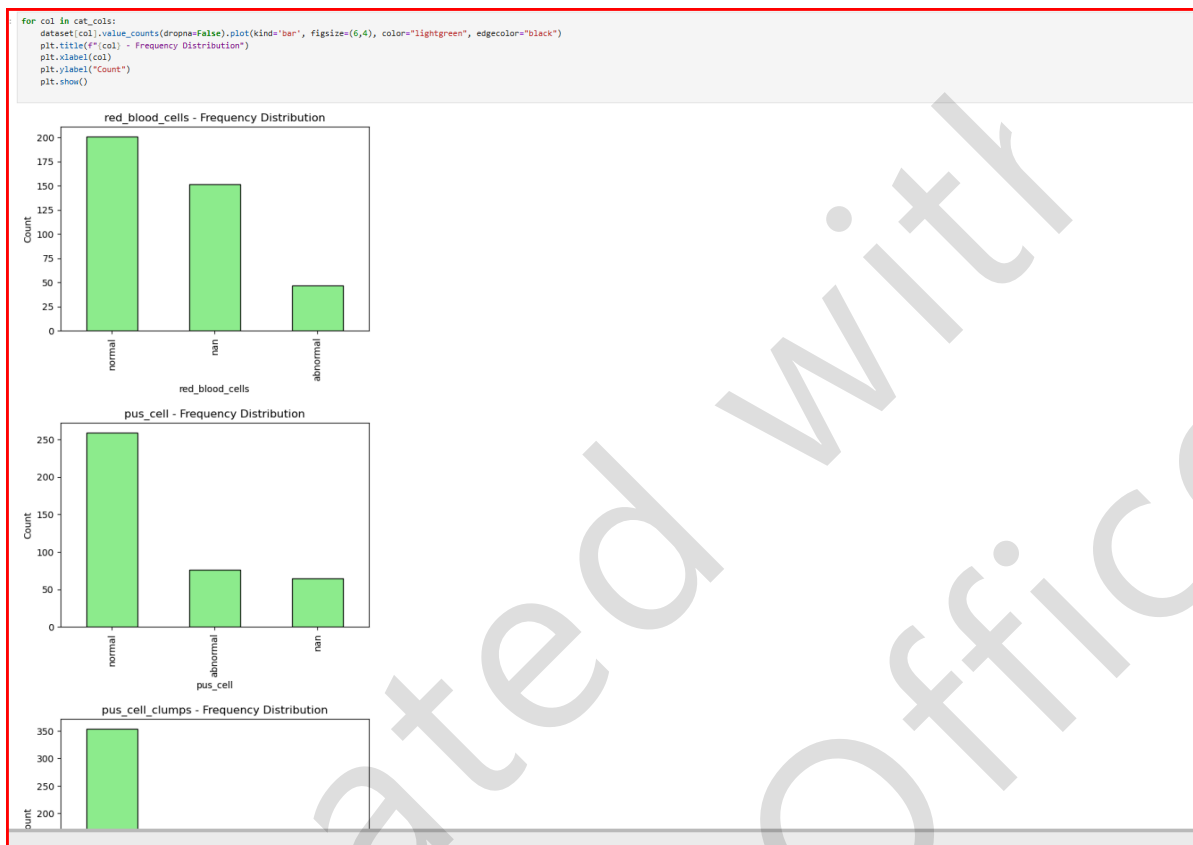 for col in cat_cols:
    dataset[col].value_counts(dropna=False).plot(kind='bar', figsize=(6,4), color="lightgreen", edgecolor="black")
    plt.title(f"{col} - Frequency Distribution")
    plt.xlabel(col)
    plt.ylabel("Count")
    plt.show()
red_blood_cells - Frequency Distribution
200
175
150
125
100
75
50
25
0
Count
normal
nan
abnormal
red_blood_cells
pus_cell - Frequency Distribution
250
200
150
100
50
0
Count
normal
abnormal
nan
pus_cell
pus_cell_clumps - Frequency Distribution
350
300
250
200
ount
ated with
Offic